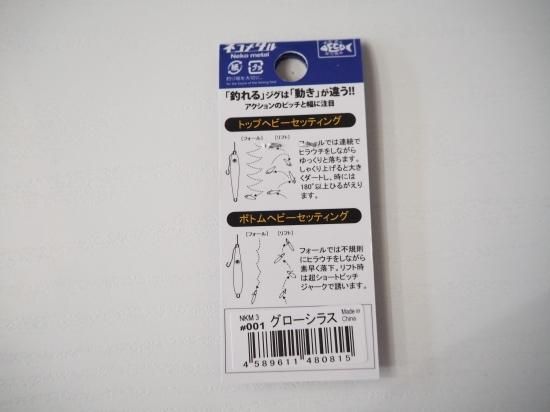 ネコメタル
Neko metal
釣り場を大切に。
「釣れる」ジグは「動き」が違う!!
アクションのピッチと幅に注目
トップヘビーセッティング
[フォール] [リフト]
フォールでは連続で
ヒラウチをしながら
ゆっくりと落ちます。
しゃくり上げると大き
くダートし、時には
180°以上ひるがえり
ます。
ボトムヘビーセッティング
[フォール] [リフト]
フォールでは不規則
にヒラウチをしながら
素早く落下。リフト時
は超ショートピッチ
ジャークで誘います。
NKM 3
#001 グローシラス
Made in
China
4 589611 480815